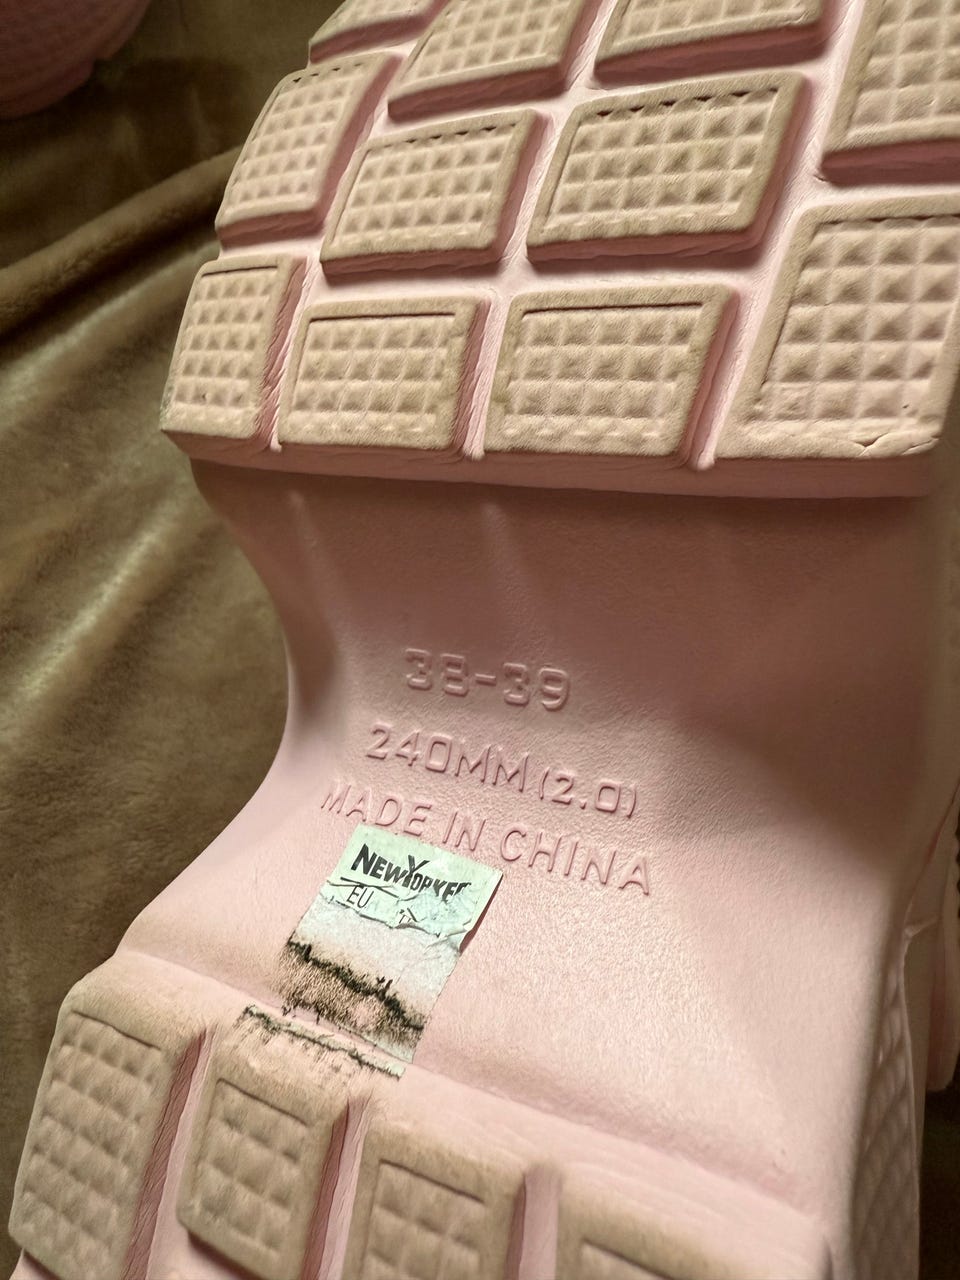 38-39
240MM(2.0)
MADE IN CHINA
NEWYORKER
EU